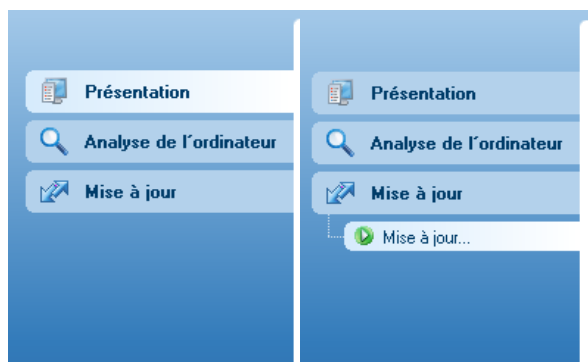 Présentation
Analyse de l´ordinateur
Mise à jour
Présentation
Analyse de l´ordinateur
Mise à jour
Mise à jour...